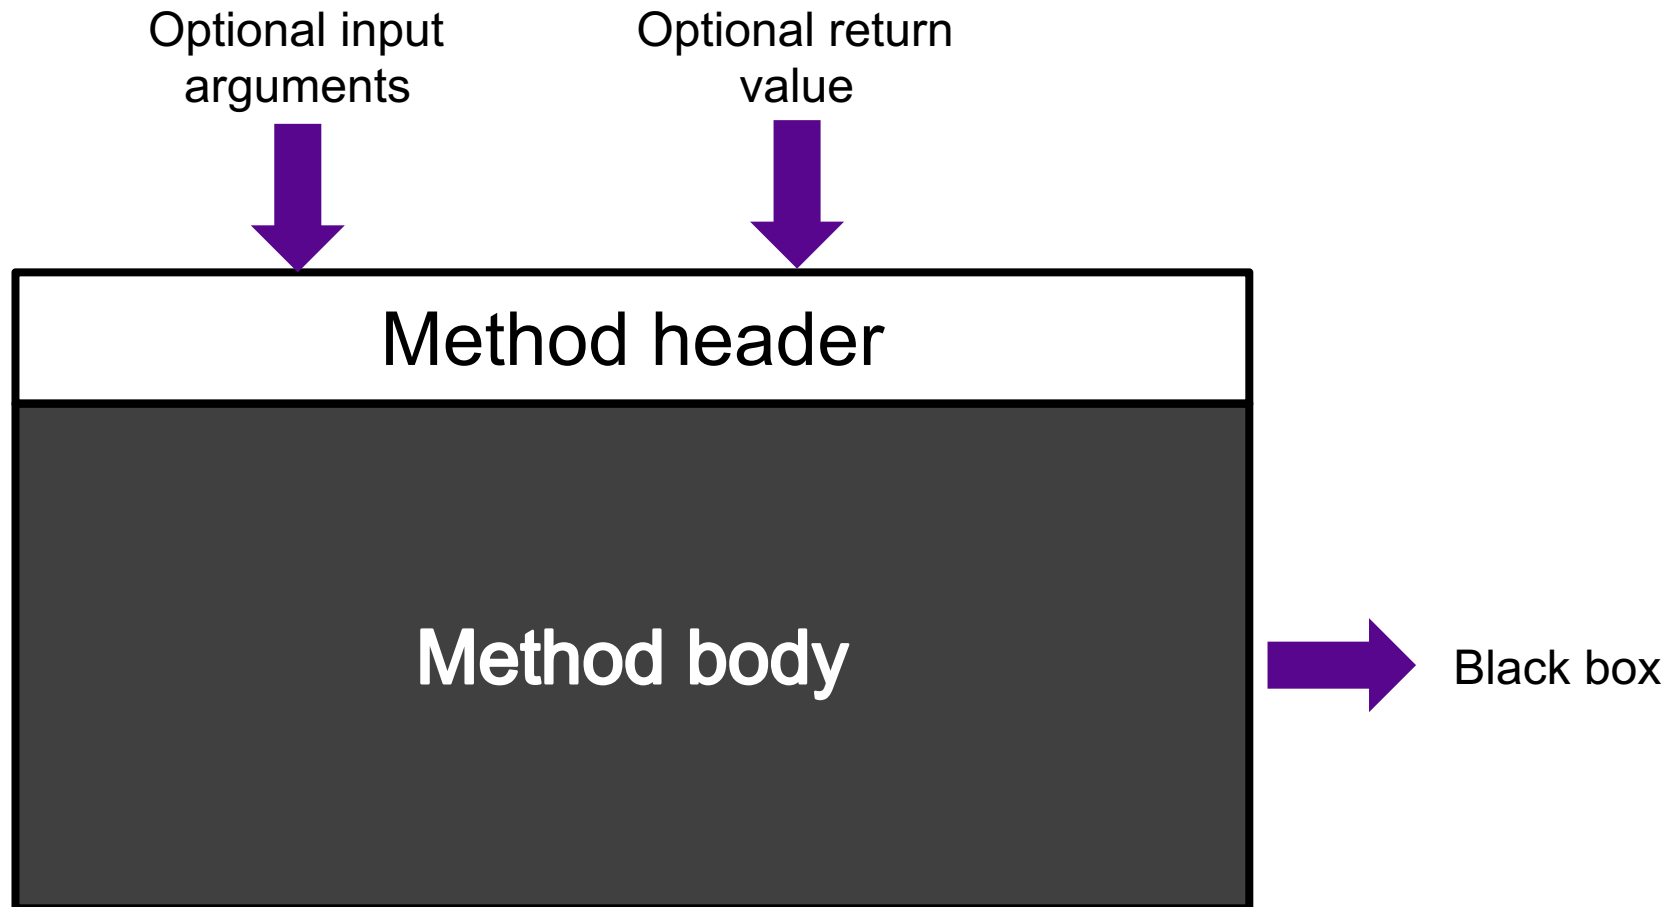 Optional input
arguments
Optional return
value
Method header
Method body
Black box